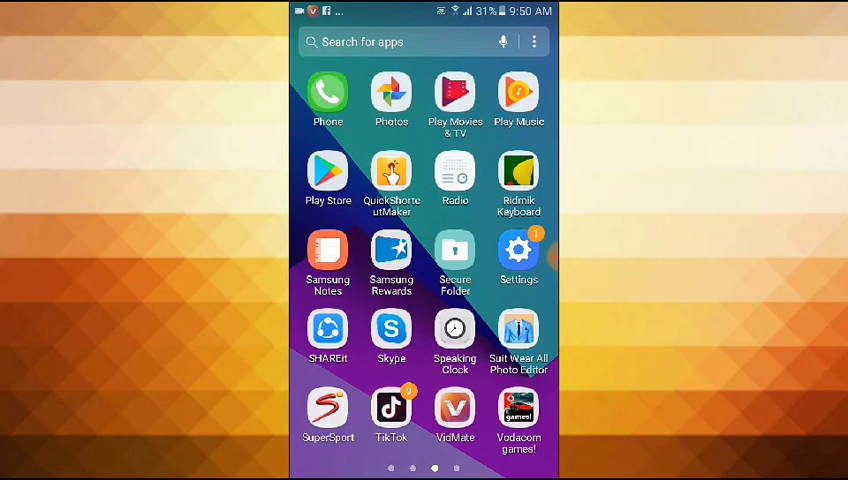 ... 31% 9:50 AM
Search for apps
Phone Photos Play Movies & TV Play Music
Play Store QuickShortcutMaker Radio Ridmik Keyboard
1
Samsung Notes Samsung Rewards Secure Folder Settings
SHAREit Skype Speaking Clock Suit Wear All Photo Editor
9
SuperSport TikTok VidMate Vodacom games!
games!